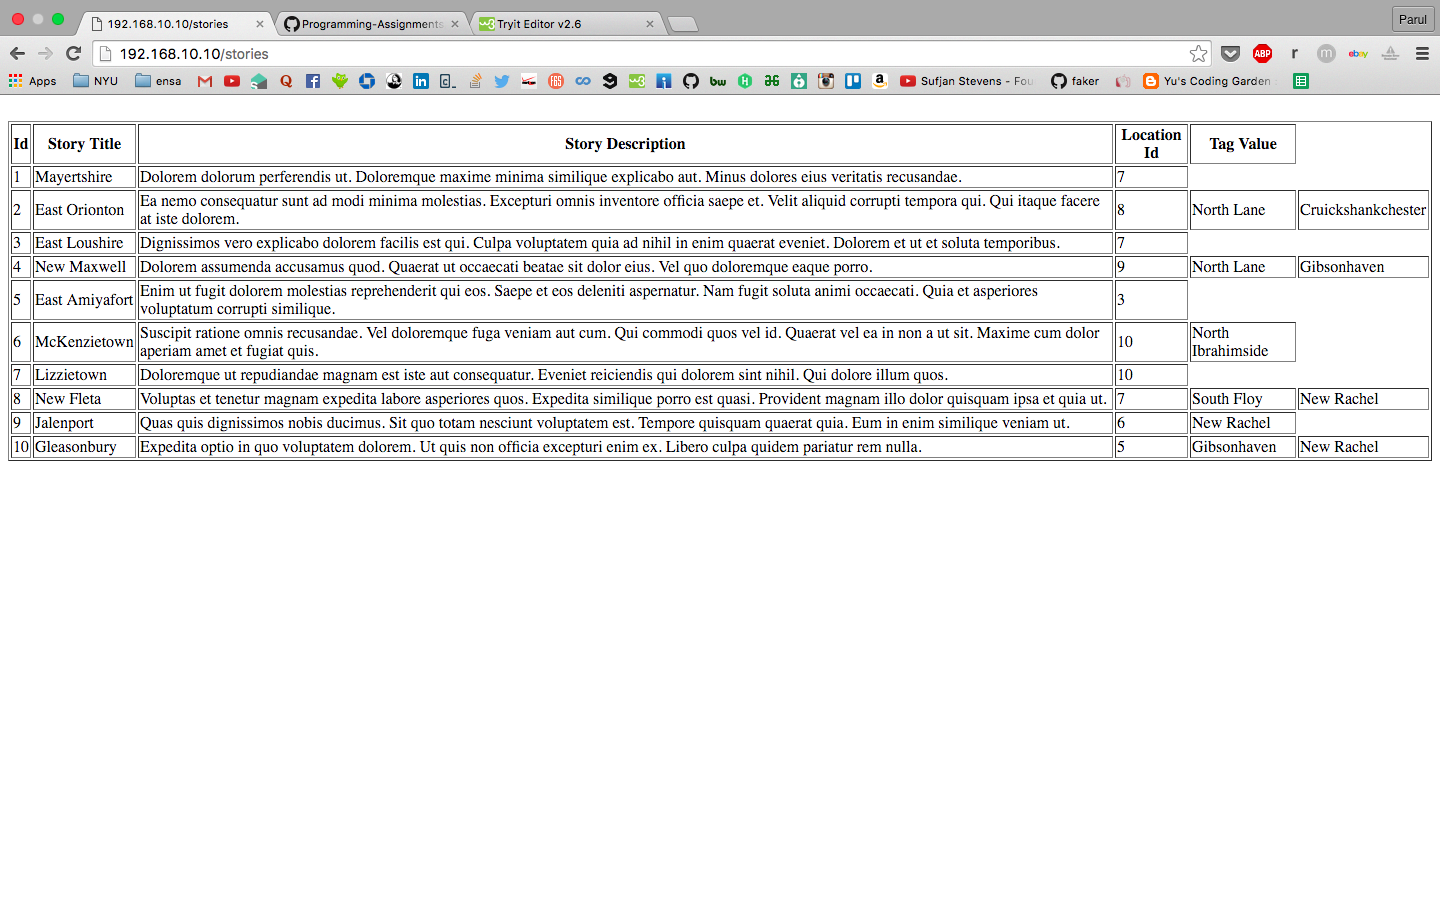 192.168.10.10/stories
Programming-Assignments
Tryit Editor v2.6
Parul
192.168.10.10/stories
ABP
r
m
ebay
Apps
NYU
ensa
Sufjan Stevens - Fou
faker
Yu's Coding Garden
Id Story Title Story Description Location Id Tag Value
1 Mayertshire Dolorem dolorum perferendis ut. Doloremque maxime minima similique explicabo aut. Minus dolores eius veritatis recusandae. 7
2 East Orionton Ea nemo consequatur sunt ad modi minima molestias. Excepturi omnis inventore officia saepe et. Velit aliquid corrupti tempora qui. Qui itaque facere
at iste dolorem. 8 North Lane Cruickshankchester
3 East Loushire Dignissimos vero explicabo dolorem facilis est qui. Culpa voluptatem quia ad nihil in enim quaerat eveniet. Dolorem et ut et soluta temporibus. 7
4 New Maxwell Dolorem assumenda accusamus quod. Quaerat ut occaecati beatae sit dolor eius. Vel quo doloremque eaque porro. 9 North Lane Gibsonhaven
5 East Amiyafort Enim ut fugit dolorem molestias reprehenderit qui eos. Saepe et eos deleniti aspernatur. Nam fugit soluta animi occaecati. Quia et asperiores
voluptatum corrupti similique. 3
6 McKenzietown Suscipit ratione omnis recusandae. Vel doloremque fuga veniam aut cum. Qui commodi quos vel id. Quaerat vel ea in non a ut sit. Maxime cum dolor
aperiam amet et fugiat quis. 10 North Ibrahimside
7 Lizzietown Doloremque ut repudiandae magnam est iste aut consequatur. Eveniet reiciendis qui dolorem sint nihil. Qui dolore illum quos. 10
8 New Fleta Voluptas et tenetur magnam expedita labore asperiores quos. Expedita similique porro est quasi. Provident magnam illo dolor quisquam ipsa et quia ut. 7 South Floy New Rachel
9 Jalenport Quas quis dignissimos nobis ducimus. Sit quo totam nesciunt voluptatem est. Tempore quisquam quaerat quia. Eum in enim similique veniam ut. 6 New Rachel
10 Gleasonbury Expedita optio in quo voluptatem dolorem. Ut quis non officia excepturi enim ex. Libero culpa quidem pariatur rem nulla. 5 Gibsonhaven New Rachel